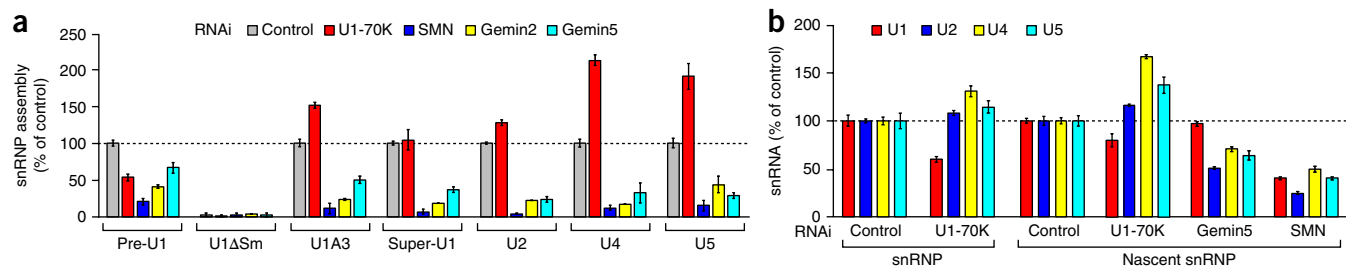 a
RNAi Control U1-70K SMN Gemin2 Gemin5
snRNP assembly
(% of control)
250
200
150
100
50
0
Pre-U1 U1ΔSm U1A3 Super-U1 U2 U4 U5
b
U1 U2 U4 U5
snRNA (% of control)
200
150
100
50
0
RNAi Control U1-70K Control U1-70K Gemin5 SMN
snRNP Nascent snRNP